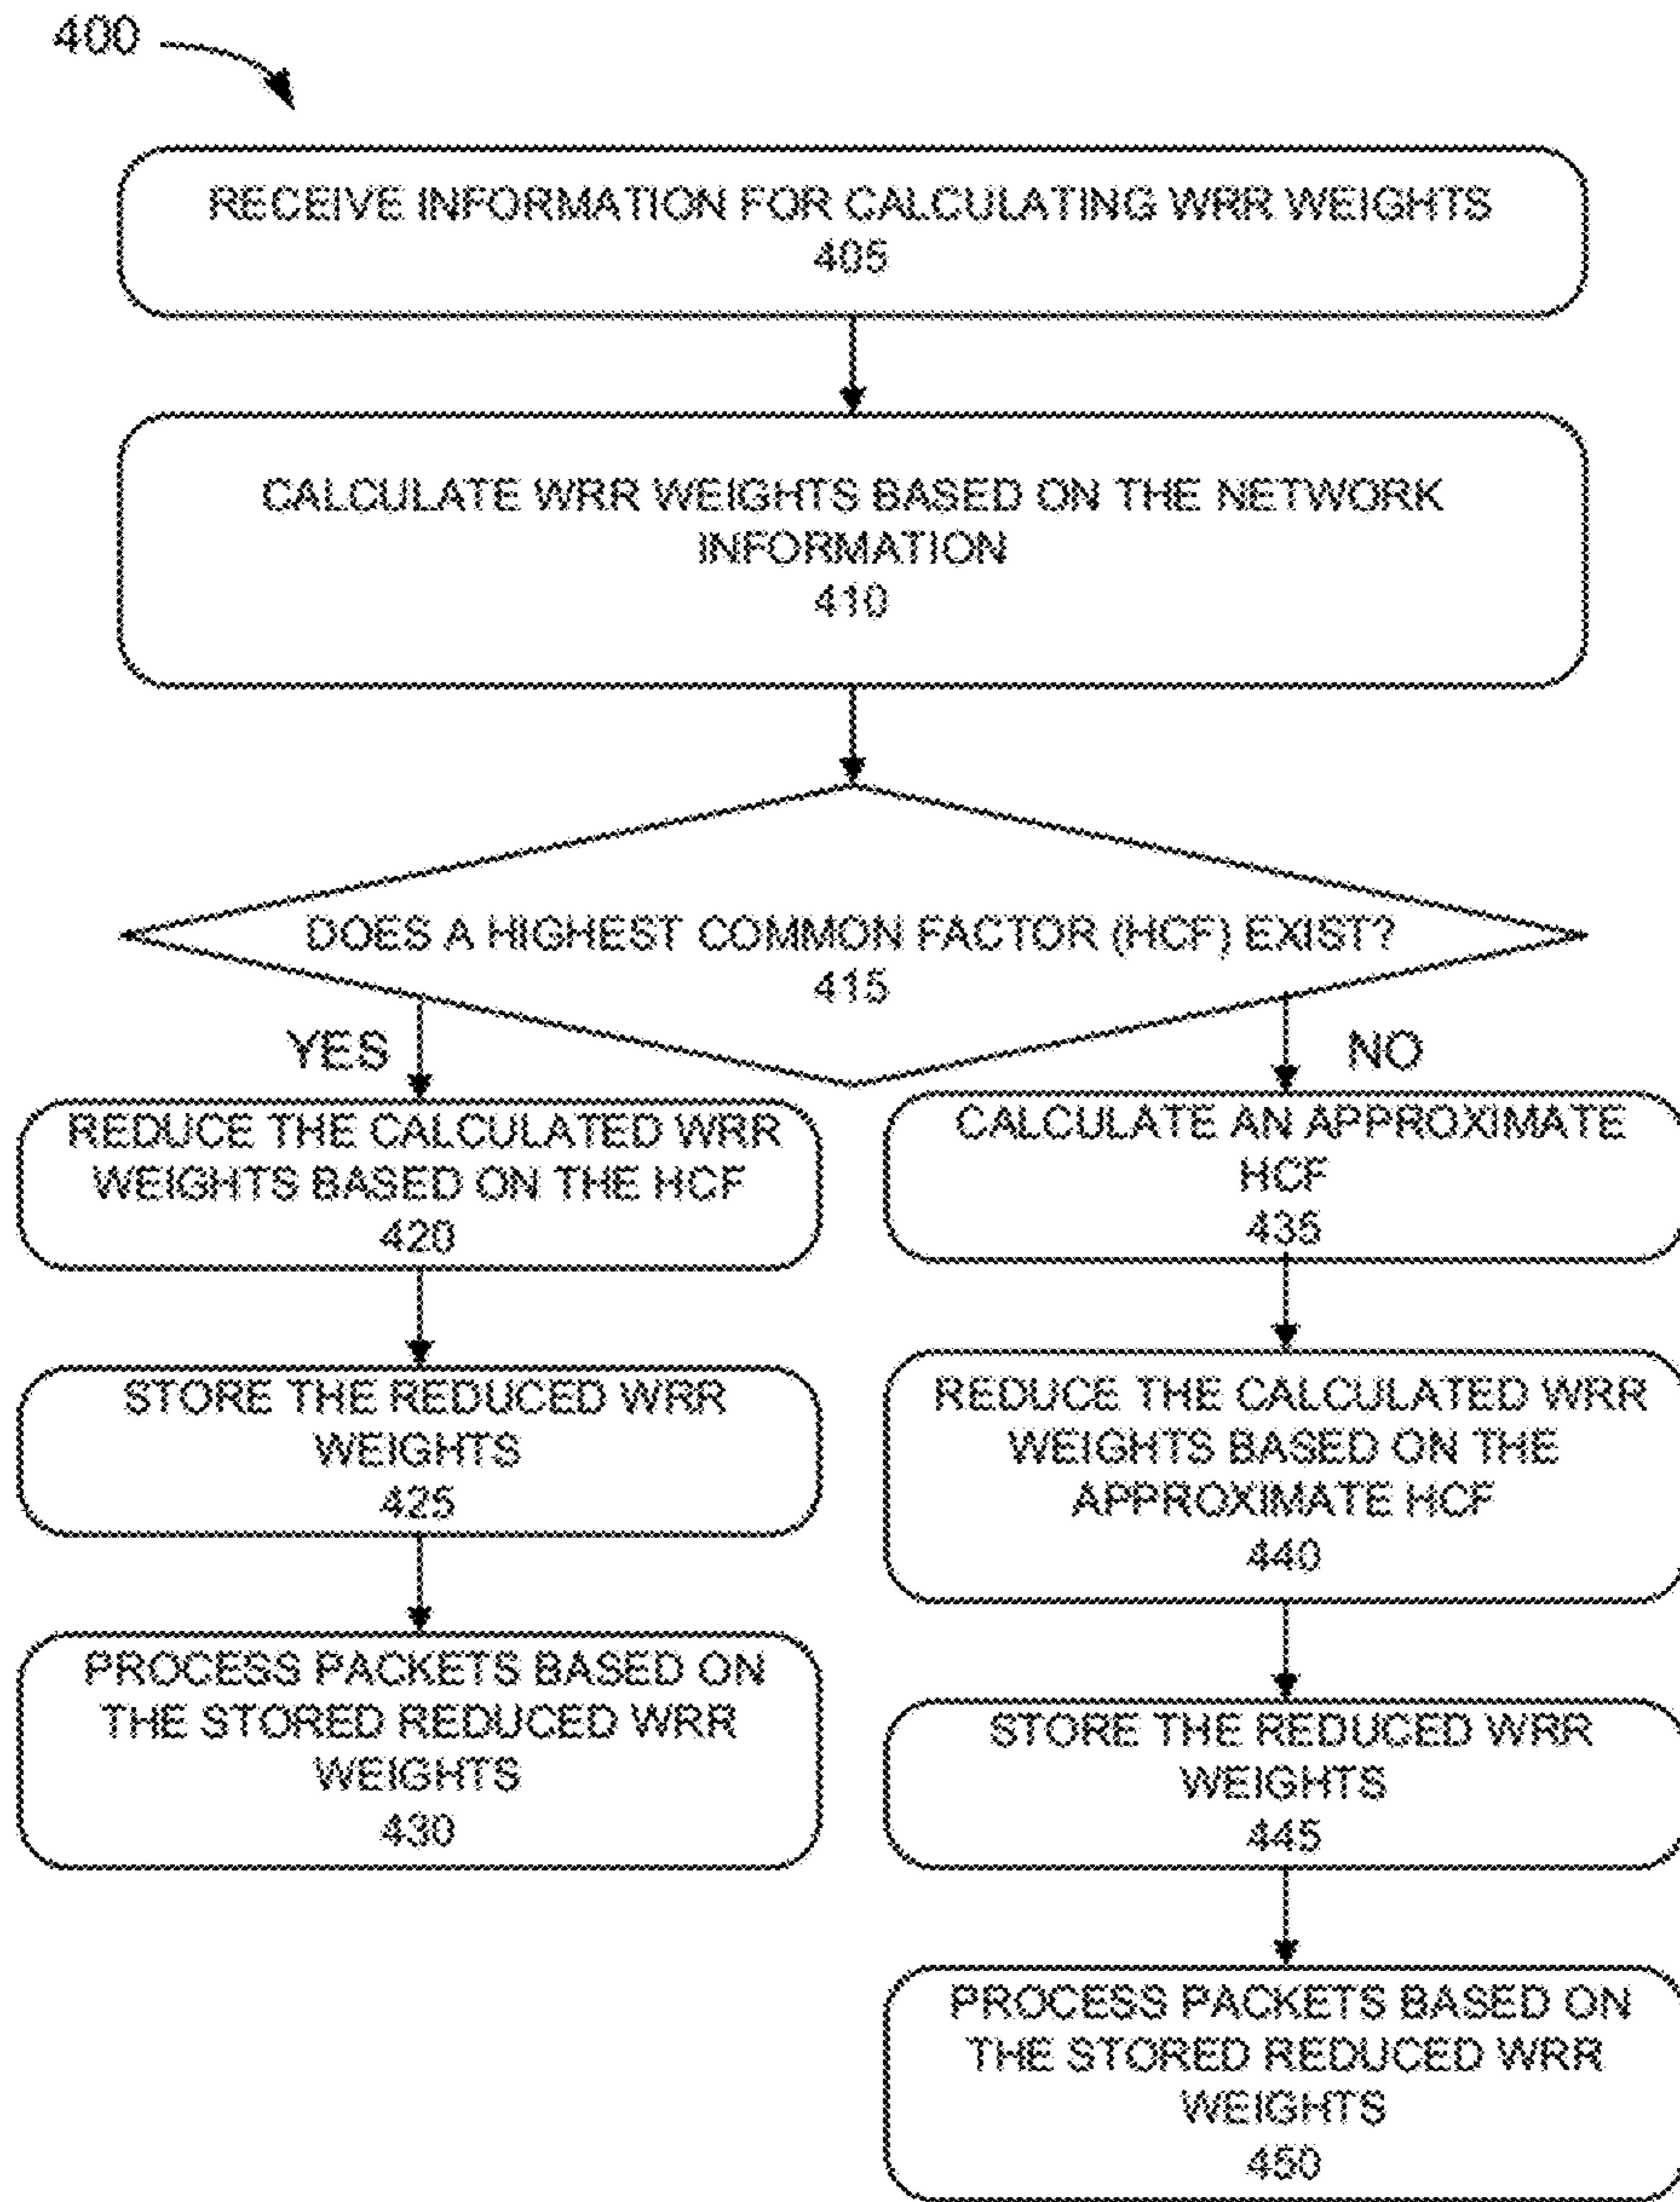 400
RECEIVE INFORMATION FOR CALCULATING WRR WEIGHTS
405
CALCULATE WRR WEIGHTS BASED ON THE NETWORK
INFORMATION
410
DOES A HIGHEST COMMON FACTOR (HCF) EXIST?
415
YES
REDUCE THE CALCULATED WRR
WEIGHTS BASED ON THE HCF
420
STORE THE REDUCED WRR
WEIGHTS
425
PROCESS PACKETS BASED ON
THE STORED REDUCED WRR
WEIGHTS
430
NO
CALCULATE AN APPROXIMATE
HCF
435
REDUCE THE CALCULATED WRR
WEIGHTS BASED ON THE
APPROXIMATE HCF
440
STORE THE REDUCED WRR
WEIGHTS
445
PROCESS PACKETS BASED ON
THE STORED REDUCED WRR
WEIGHTS
450